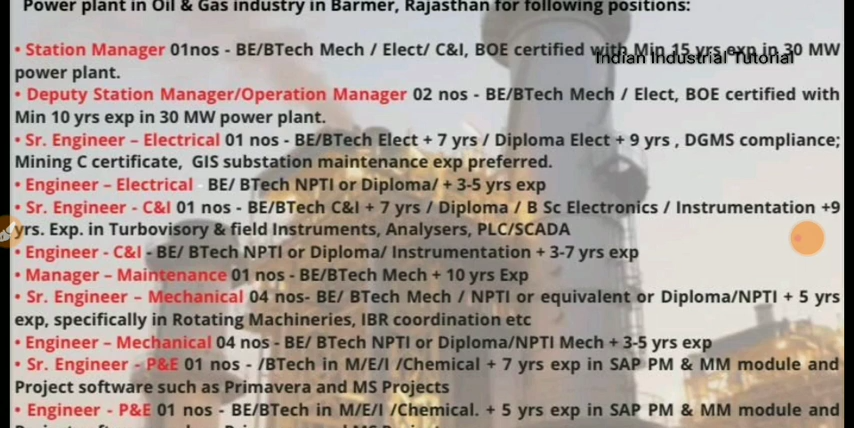 Power plant in Oil & Gas industry in Barmer, Rajasthan for following positions:
• Station Manager 01nos - BE/BTech Mech / Elect/ C&I, BOE certified with Min 15 yrs exp in 30 MW
Indian Industrial Tutorial
power plant.
• Deputy Station Manager/Operation Manager 02 nos - BE/BTech Mech / Elect, BOE certified with
Min 10 yrs exp in 30 MW power plant.
• Sr. Engineer – Electrical 01 nos - BE/BTech Elect + 7 yrs / Diploma Elect + 9 yrs , DGMS compliance;
Mining C certificate, GIS substation maintenance exp preferred.
• Engineer – Electrical - BE/ BTech NPTI or Diploma/ + 3-5 yrs exp
• Sr. Engineer - C&I 01 nos - BE/BTech C&I + 7 yrs / Diploma / B Sc Electronics / Instrumentation +9
yrs. Exp. in Turbovisory & field Instruments, Analysers, PLC/SCADA
• Engineer - C&I - BE/ BTech NPTI or Diploma/ Instrumentation + 3-7 yrs exp
• Manager – Maintenance 01 nos - BE/BTech Mech + 10 yrs Exp
• Sr. Engineer – Mechanical 04 nos- BE/ BTech Mech / NPTI or equivalent or Diploma/NPTI + 5 yrs
exp, specifically in Rotating Machineries, IBR coordination etc
• Engineer – Mechanical 04 nos - BE/ BTech NPTI or Diploma/NPTI Mech + 3-5 yrs exp
• Sr. Engineer - P&E 01 nos - /BTech in M/E/I /Chemical + 7 yrs exp in SAP PM & MM module and
Project software such as Primavera and MS Projects
• Engineer - P&E 01 nos - BE/BTech in M/E/I /Chemical. + 5 yrs exp in SAP PM & MM module and